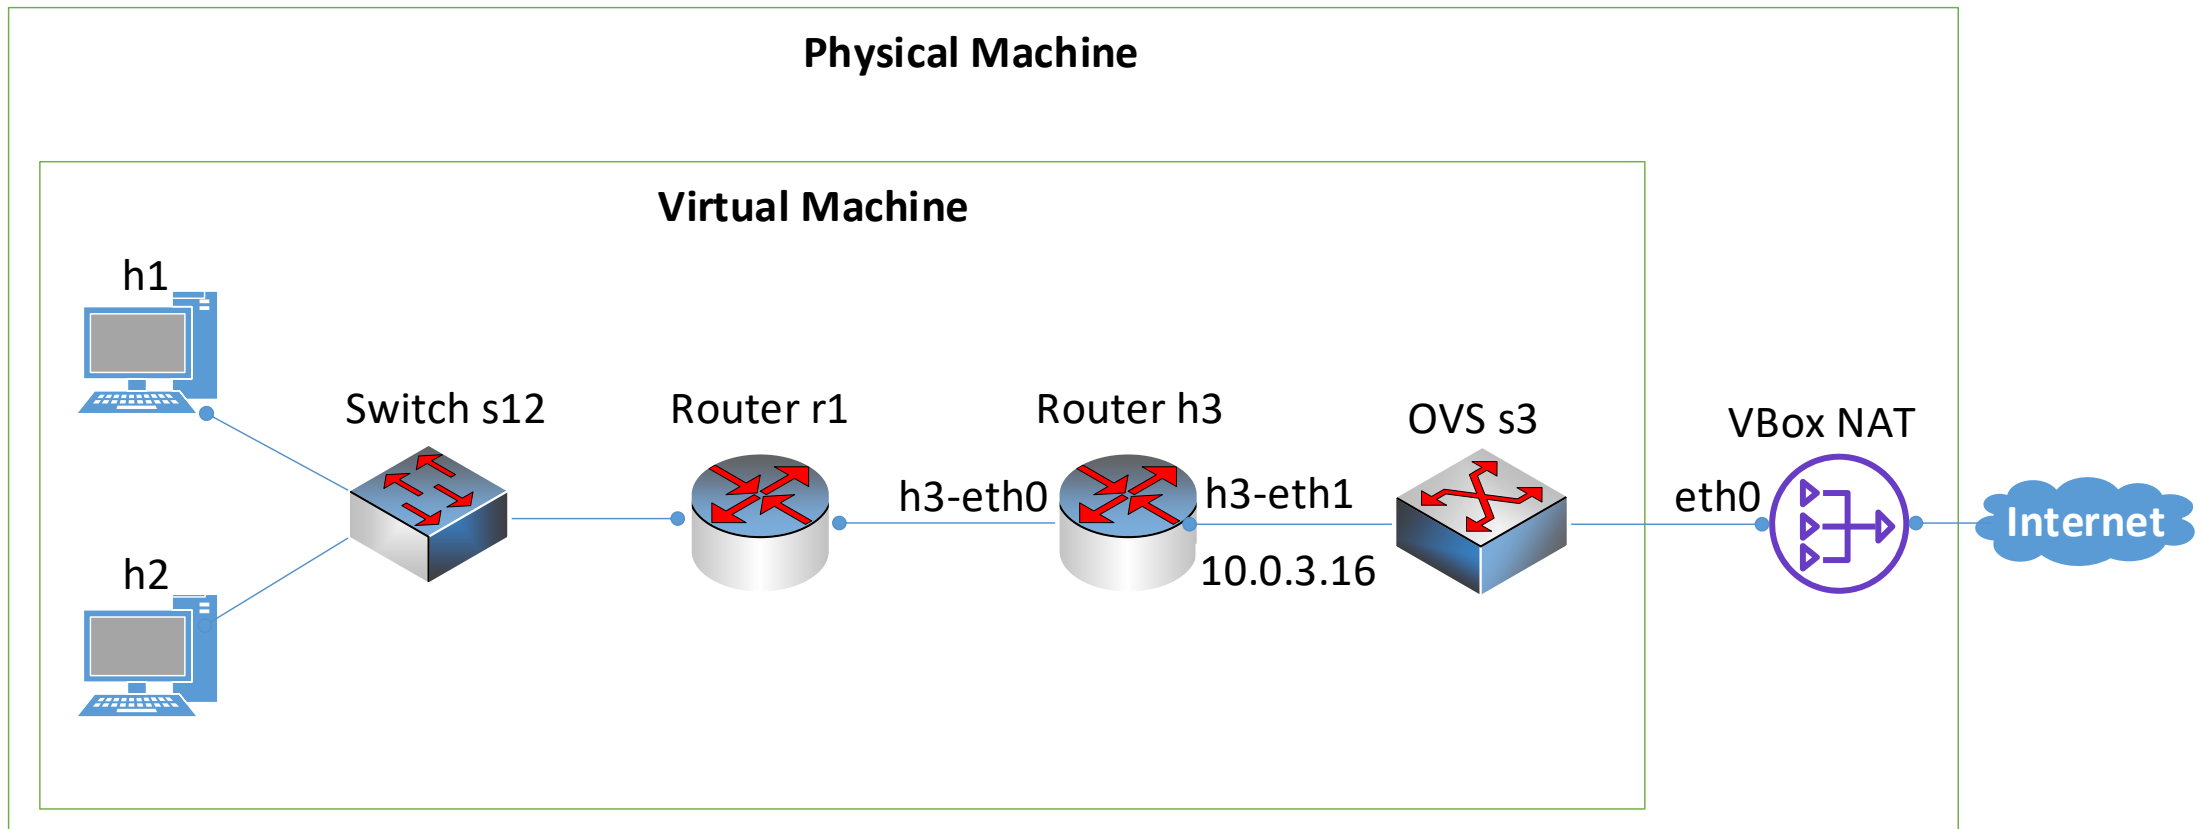 Physical Machine
Virtual Machine
h1
Switch s12
Router r1
Router h3
OVS s3
VBox NAT
h3-eth0
h3-eth1
eth0
Internet
10.0.3.16
h2